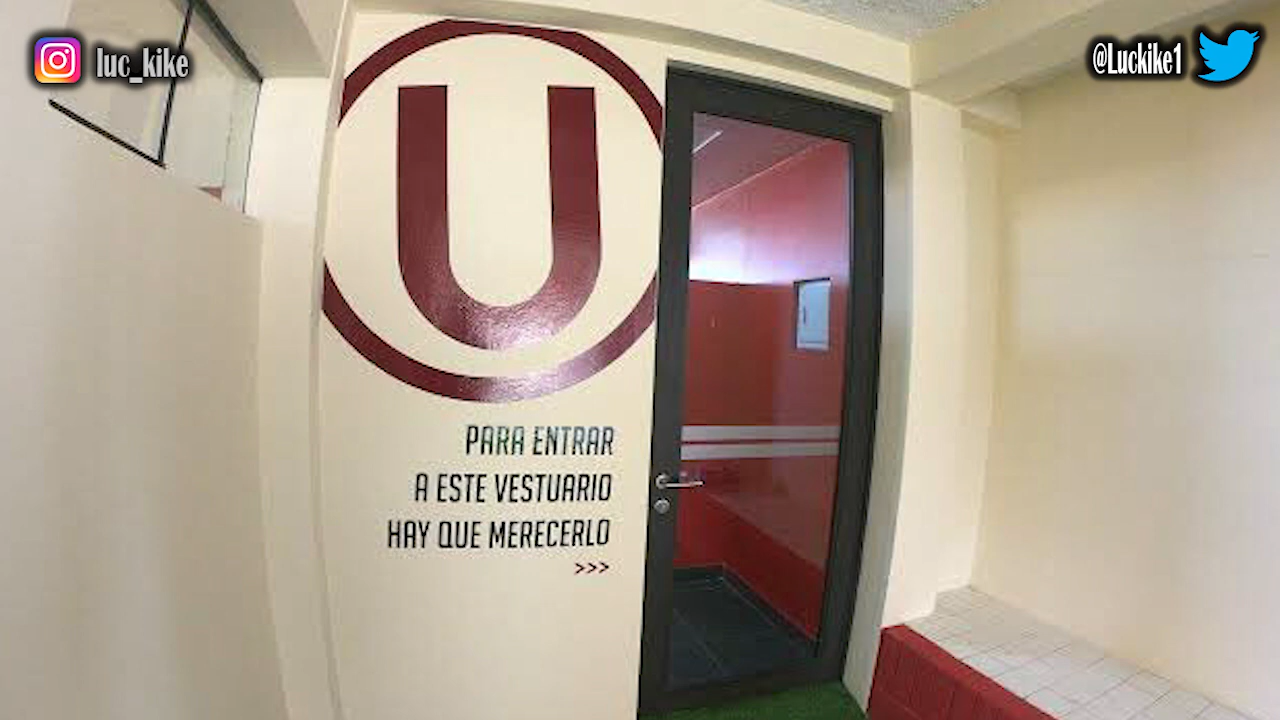 luc_kike
@Luckike1
U
PARA ENTRAR
A ESTE VESTUARIO
HAY QUE MERECERLO
>>>